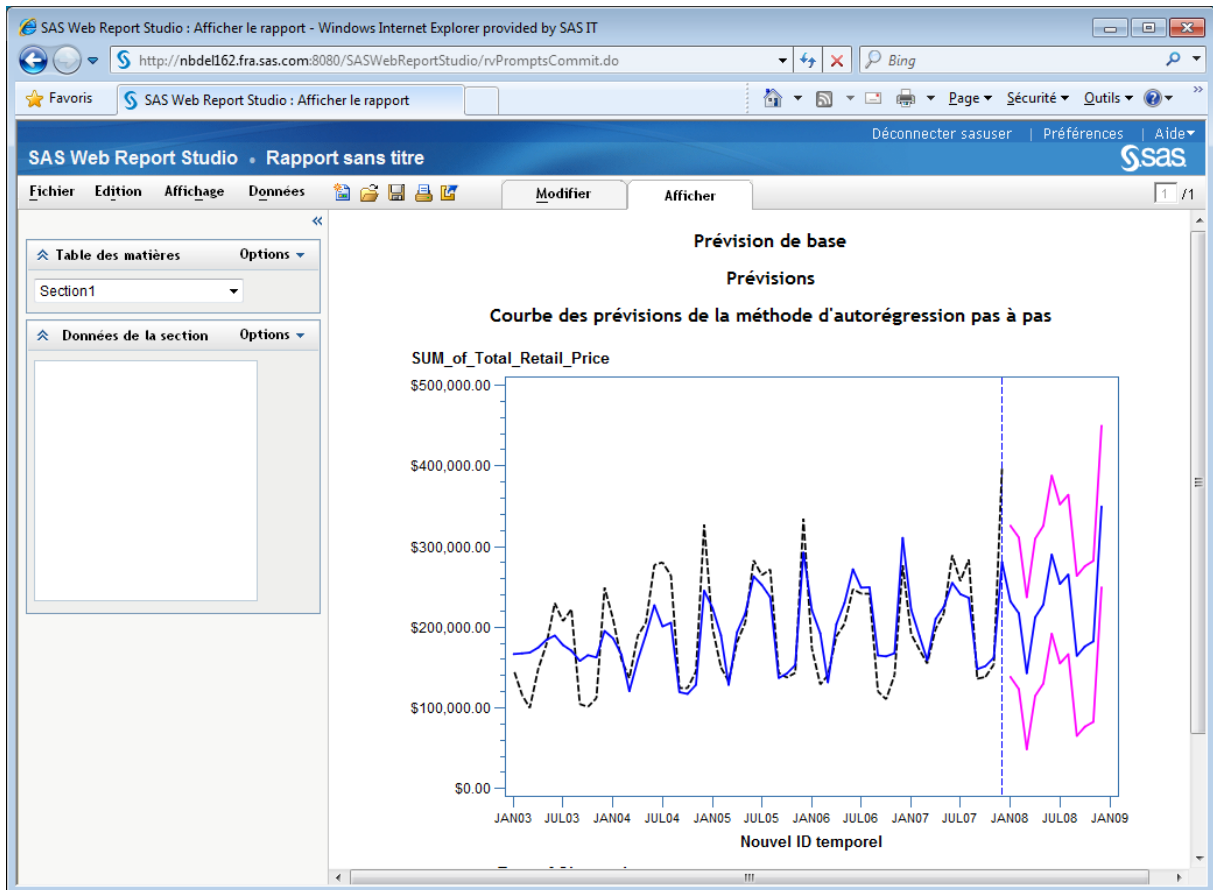 SAS Web Report Studio : Afficher le rapport - Windows Internet Explorer provided by SAS IT
http://nbdel162.fra.sas.com:8080/SASWebReportStudio/rvPromptsCommit.do
Bing
Favoris
SAS Web Report Studio : Afficher le rapport
Page
Sécurité
Outils
Déconnecter sasuser | Préférences | Aide
SAS Web Report Studio • Rapport sans titre
sas
Fichier Edition Affichage Données
Modifier
Afficher
1 /1
Table des matières Options
Section1
Données de la section Options
Prévision de base
Prévisions
Courbe des prévisions de la méthode d'autorégression pas à pas
SUM_of_Total_Retail_Price
$500,000.00
$400,000.00
$300,000.00
$200,000.00
$100,000.00
$0.00
JAN03 JUL03 JAN04 JUL04 JAN05 JUL05 JAN06 JUL06 JAN07 JUL07 JAN08 JUL08 JAN09
Nouvel ID temporel